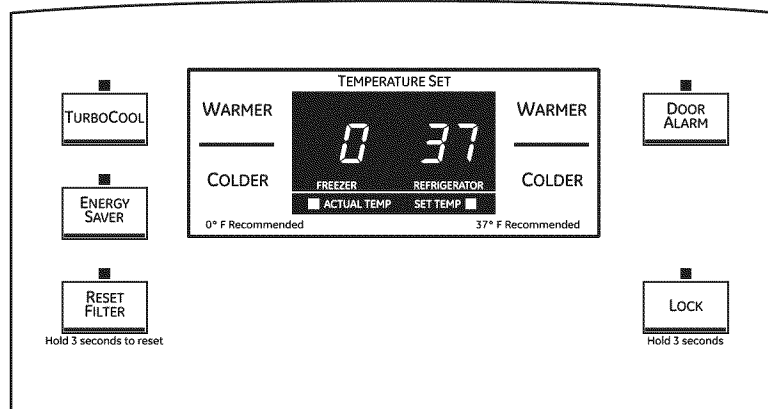 TEMPERATURE SET
TURBOCOOL
WARMER
0 37
WARMER
DOOR
ALARM
COLDER
FREEZER REFRIGERATOR
COLDER
ENERGY
SAVER
ACTUAL TEMP SET TEMP
0° F Recommended 37° F Recommended
RESET
FILTER
Hold 3 seconds to reset
LOCK
Hold 3 seconds